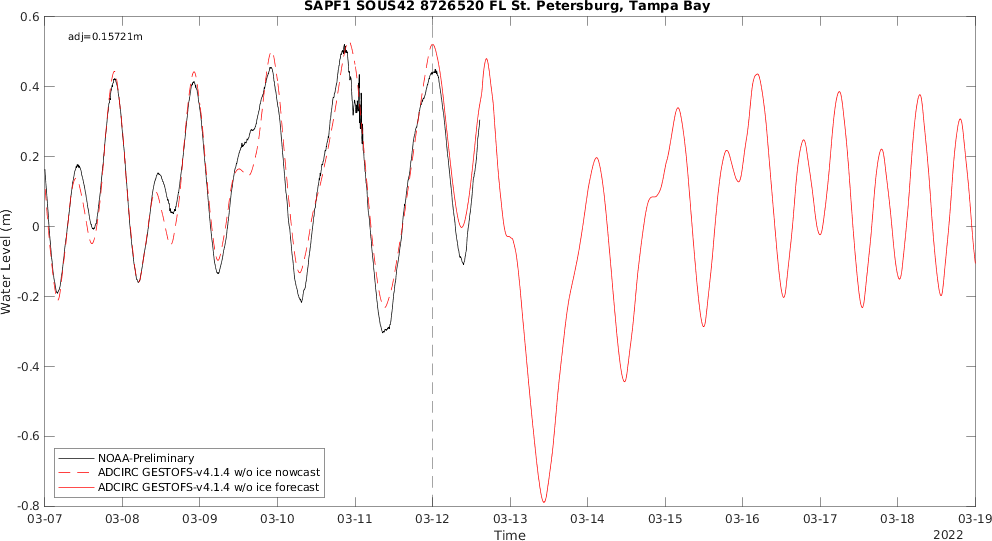 SAPF1 SOUS42 8726520 FL St. Petersburg, Tampa Bay
adj=0.15721m
0.6
0.4
0.2
0
-0.2
-0.4
-0.6
-0.8
Water Level (m)
NOAA-Preliminary
ADCIRC GESTOFS-v4.1.4 w/o ice nowcast
ADCIRC GESTOFS-v4.1.4 w/o ice forecast
03-07 03-08 03-09 03-10 03-11 03-12 03-13 03-14 03-15 03-16 03-17 03-18 03-19
Time
2022